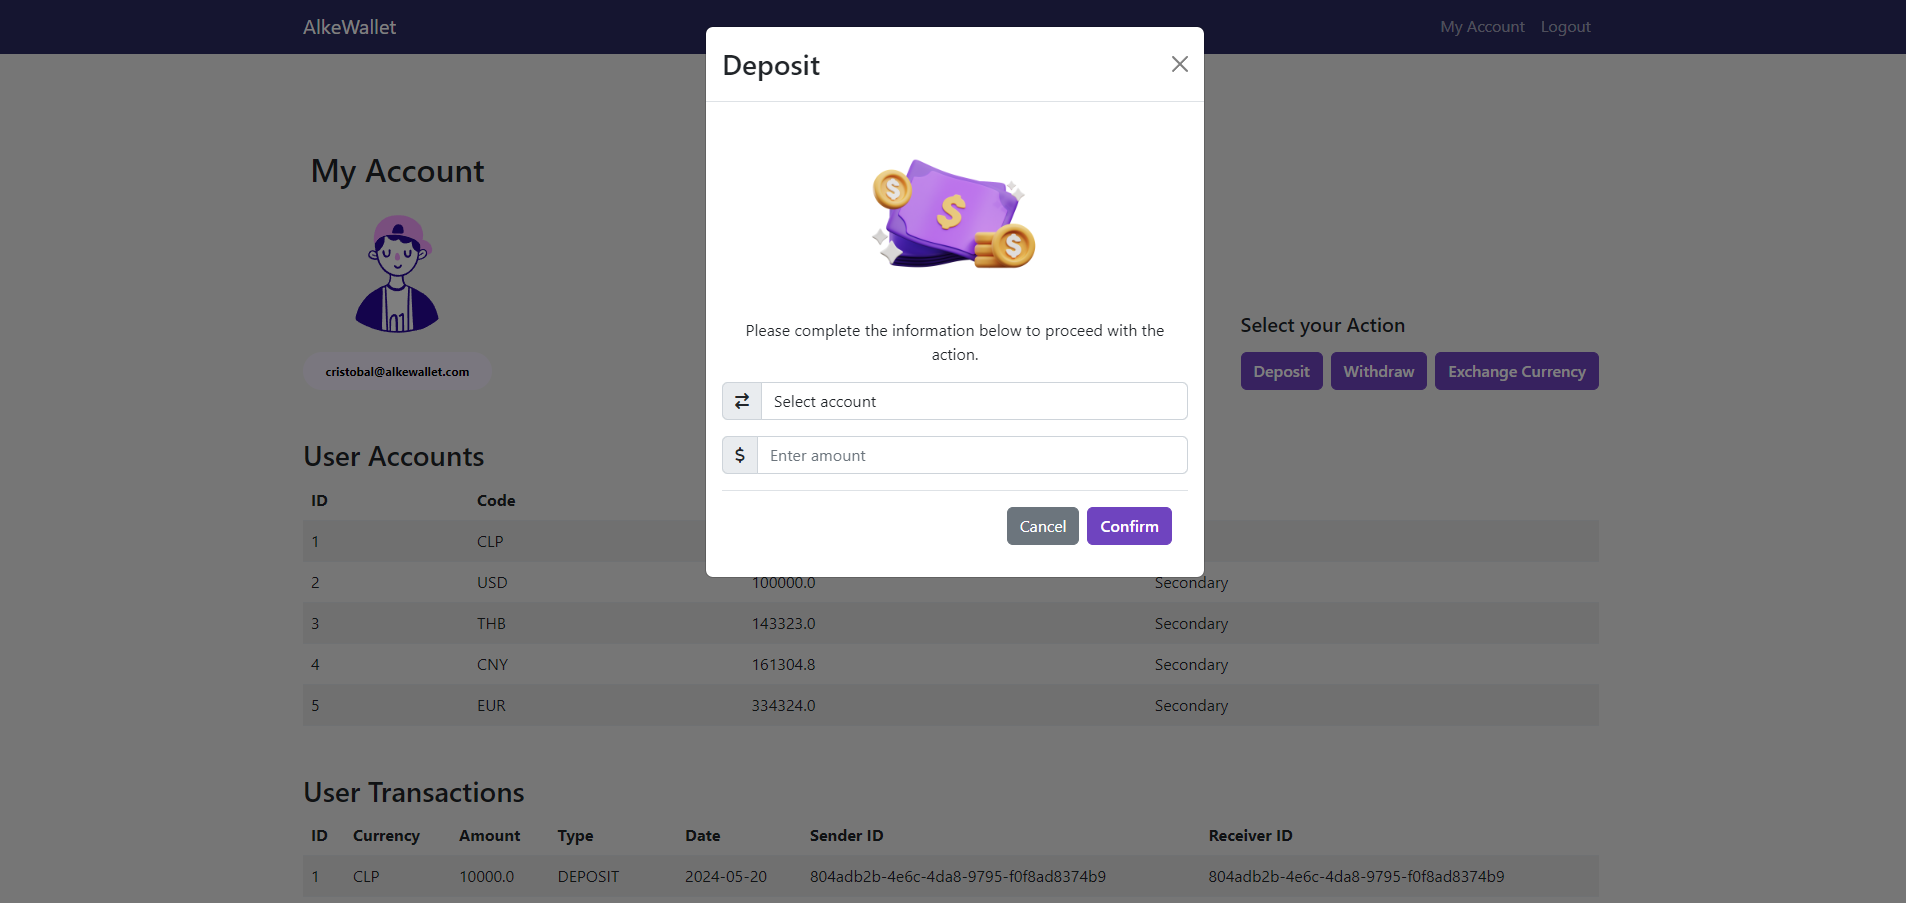 AlkeWallet
My Account
Logout
Deposit
My Account
cristobal@alkewallet.com
Please complete the information below to proceed with the
action.
Select account
$ Enter amount
Cancel
Confirm
Select your Action
Deposit
Withdraw
Exchange Currency
User Accounts
ID Code
1 CLP
2 USD 100000.0 Secondary
3 THB 143323.0 Secondary
4 CNY 161304.8 Secondary
5 EUR 334324.0 Secondary
User Transactions
ID Currency Amount Type Date Sender ID Receiver ID
1 CLP 10000.0 DEPOSIT 2024-05-20 804adb2b-4e6c-4da8-9795-f0f8ad8374b9 804adb2b-4e6c-4da8-9795-f0f8ad8374b9